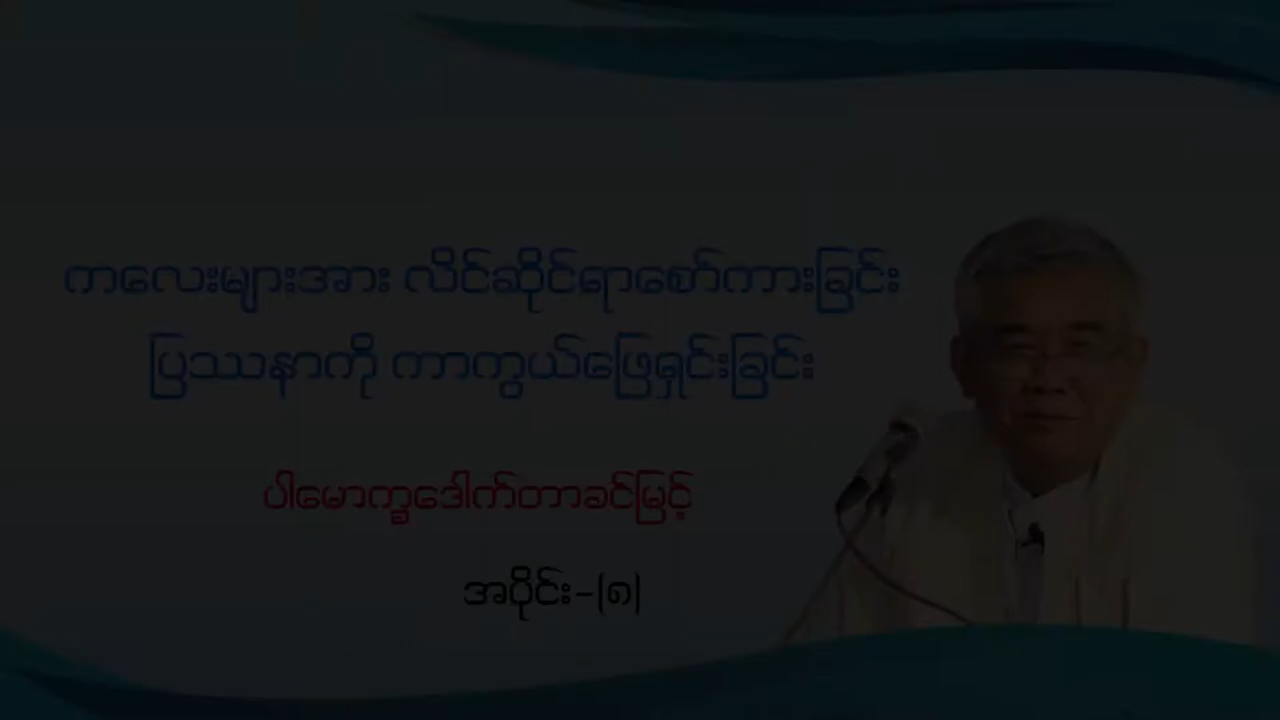 ကလေးများအား လိင်ဆိုင်ရာစော်ကားခြင်း
ပြဿနာကို ကာကွယ်ဖြေရှင်းခြင်း
ပါမောက္ခဒေါက်တာခင်မြင့်
အပိုင်း-(၈)